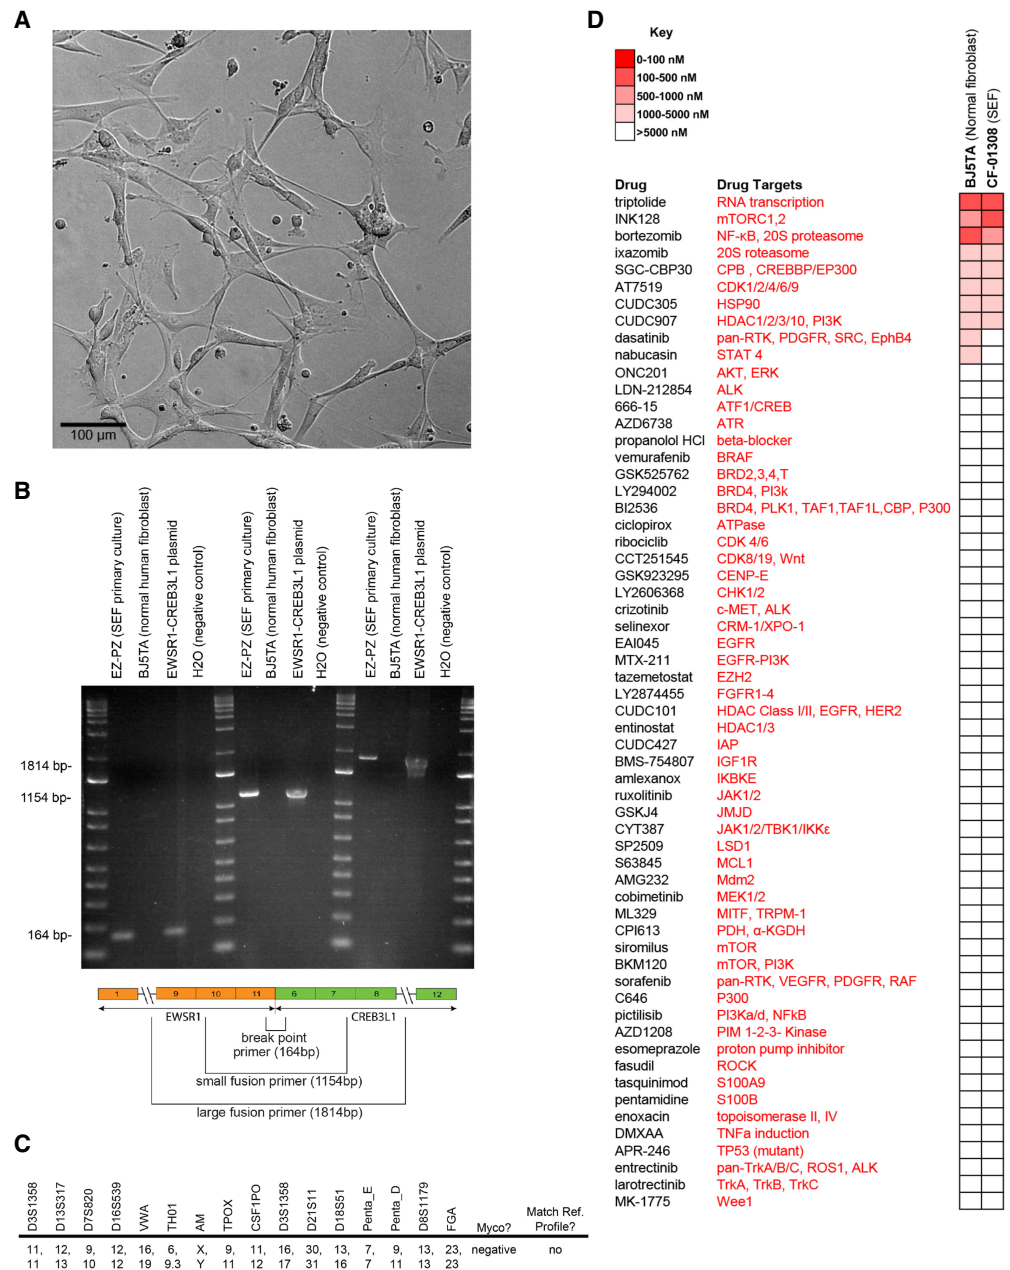 A
100 μm
B
EZ-PZ (SEF primary culture)
BJ5TA (normal human fibroblast)
EWSR1-CREB3L1 plasmid
H2O (negative control)
EZ-PZ (SEF primary culture)
BJ5TA (normal human fibroblast)
EWSR1-CREB3L1 plasmid
H2O (negative control)
EZ-PZ (SEF primary culture)
BJ5TA (normal human fibroblast)
EWSR1-CREB3L1 plasmid
H2O (negative control)
1814 bp-
1154 bp-
164 bp-
1 9 10 11 6 7 8 12
EWSR1 CREB3L1
break point
primer (164bp)
small fusion primer (1154bp)
large fusion primer (1814bp)
C
D3S1358 D13S317 D7S820 D16S539 VWA TH01 AM TPOX CSF1PO D3S1358 D21S11 D18S51 Penta_E Penta_D D8S1179 FGA Myco? Match Ref.
Profile?
11, 12, 9, 12, 16, 6, X, 9, 11, 16, 30, 13, 7, 9, 13, 23, negative no
11 13 10 12 19 9.3 Y 11 12 17 31 16 7 11 13 23
D
Key
0-100 nM
100-500 nM
500-1000 nM
1000-5000 nM
>5000 nM
BJ5TA (Normal fibroblast)
CF-01308 (SEF)
Drug Drug Targets
triptolide RNA transcription
INK128 mTORC1,2
bortezomib NF-κB, 20S proteasome
ixazomib 20S roteasome
SGC-CBP30 CPB , CREBBP/EP300
AT7519 CDK1/2/4/6/9
CUDC305 HSP90
CUDC907 HDAC1/2/3/10, PI3K
dasatinib pan-RTK, PDGFR, SRC, EphB4
nabucasin STAT 4
ONC201 AKT, ERK
LDN-212854 ALK
666-15 ATF1/CREB
AZD6738 ATR
propanolol HCl beta-blocker
vemurafenib BRAF
GSK525762 BRD2,3,4,T
LY294002 BRD4, PI3k
BI2536 BRD4, PLK1, TAF1,TAF1L,CBP, P300
ciclopirox ATPase
ribociclib CDK 4/6
CCT251545 CDK8/19, Wnt
GSK923295 CENP-E
LY2606368 CHK1/2
crizotinib c-MET, ALK
selinexor CRM-1/XPO-1
EAI045 EGFR
MTX-211 EGFR-PI3K
tazemetostat EZH2
LY2874455 FGFR1-4
CUDC101 HDAC Class I/II, EGFR, HER2
entinostat HDAC1/3
CUDC427 IAP
BMS-754807 IGF1R
amlexanox IKBKE
ruxolitinib JAK1/2
GSKJ4 JMJD
CYT387 JAK1/2/TBK1/IKKε
SP2509 LSD1
S63845 MCL1
AMG232 Mdm2
cobimetinib MEK1/2
ML329 MITF, TRPM-1
CPI613 PDH, α-KGDH
siromilus mTOR
BKM120 mTOR, PI3K
sorafenib pan-RTK, VEGFR, PDGFR, RAF
C646 P300
pictilisib PI3Ka/d, NFkB
AZD1208 PIM 1-2-3- Kinase
esomeprazole proton pump inhibitor
fasudil ROCK
tasquinimod S100A9
pentamidine S100B
enoxacin topoisomerase II, IV
DMXAA TNFa induction
APR-246 TP53 (mutant)
entrectinib pan-TrkA/B/C, ROS1, ALK
larotrectinib TrkA, TrkB, TrkC
MK-1775 Wee1